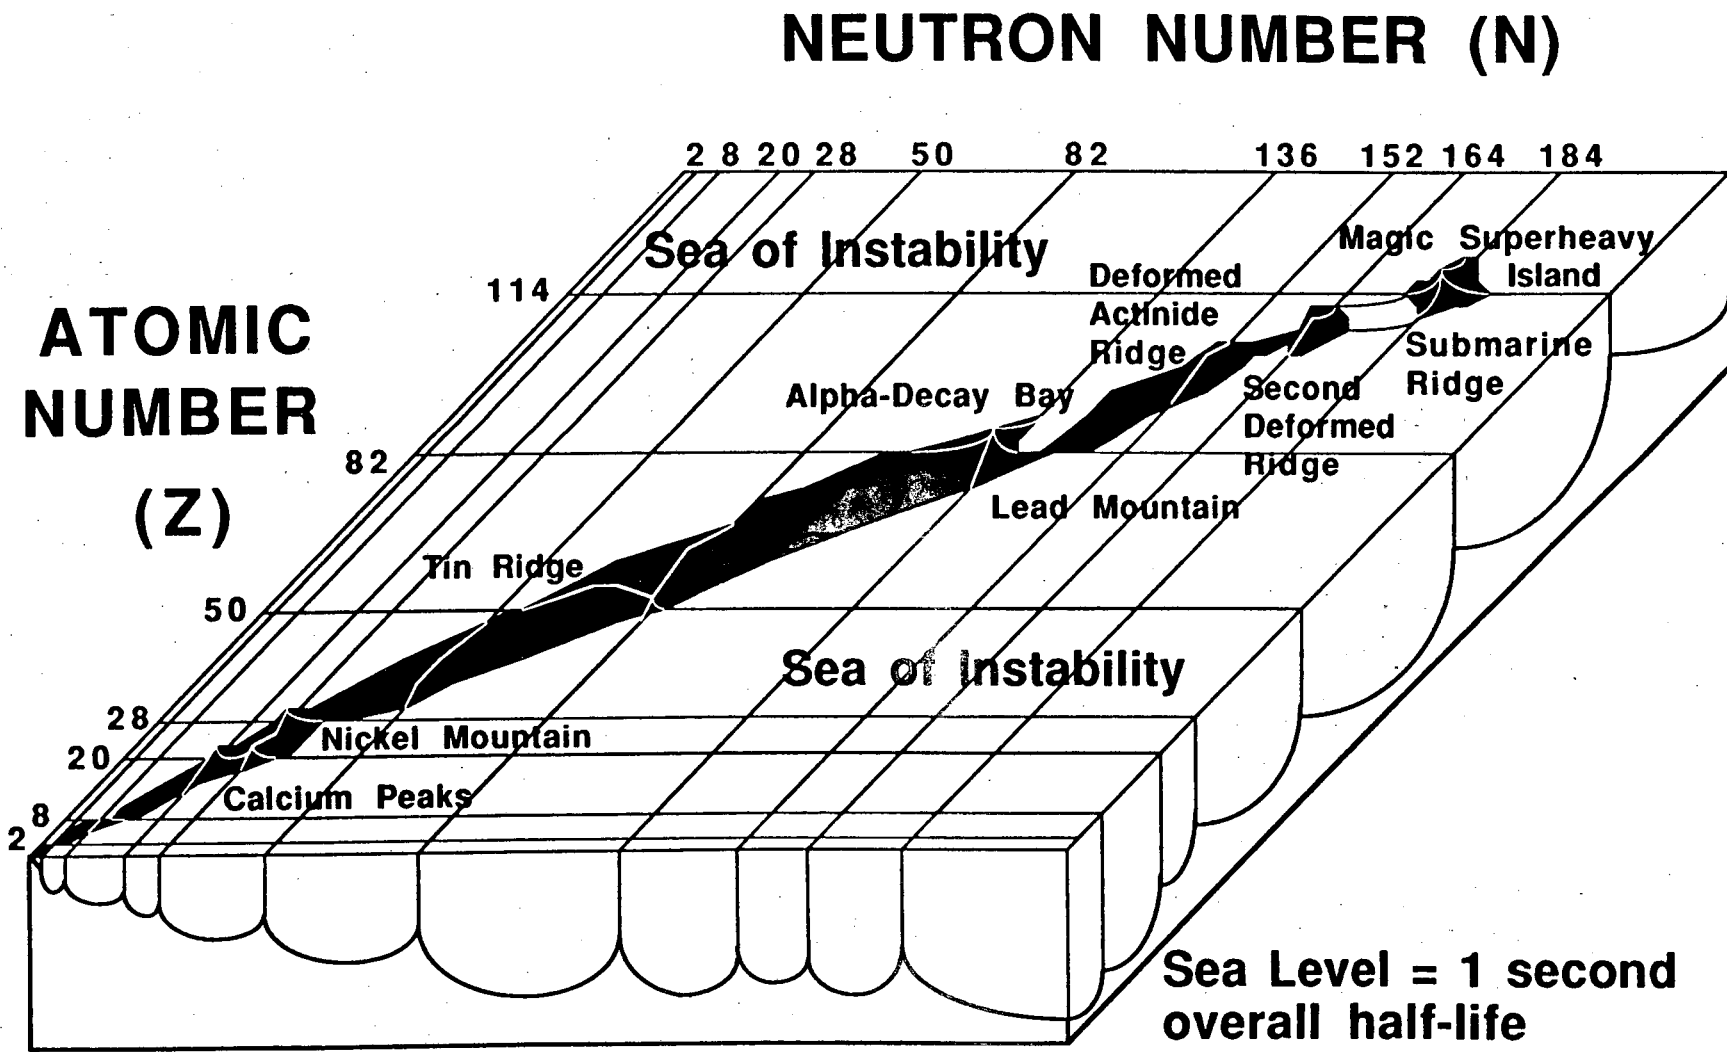 NEUTRON NUMBER (N)
2 8 20 28 50 82 136 152 164 184
Sea of Instability
Magic Superheavy
Island
Deformed
Actinide
Ridge
114
ATOMIC
NUMBER
(Z)
Submarine
Ridge
Second
Deformed
Ridge
Alpha-Decay Bay
82
Lead Mountain
Tin Ridge
50
Sea of Instability
28
Nickel Mountain
20
Calcium Peaks
8
2
Sea Level = 1 second
overall half-life